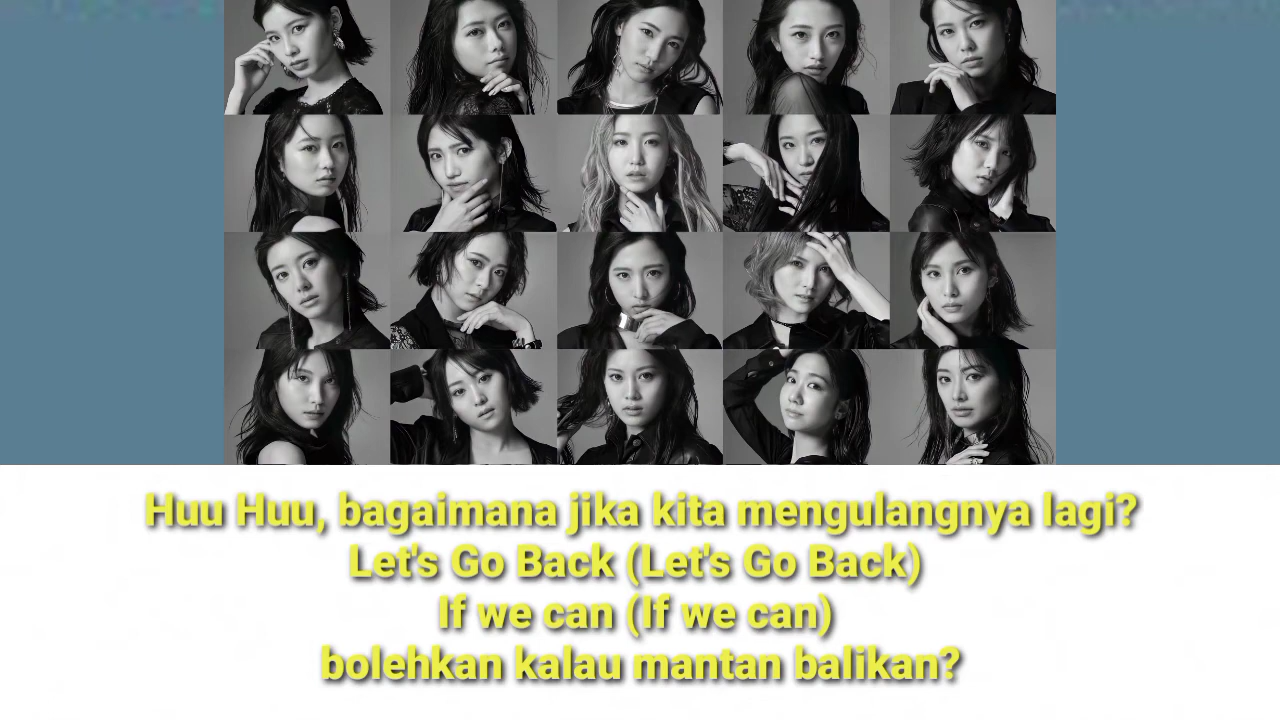 Huu Huu, bagaimana jika kita mengulangnya lagi?
Let's Go Back (Let's Go Back)
If we can (If we can)
bolehkan kalau mantan balikan?